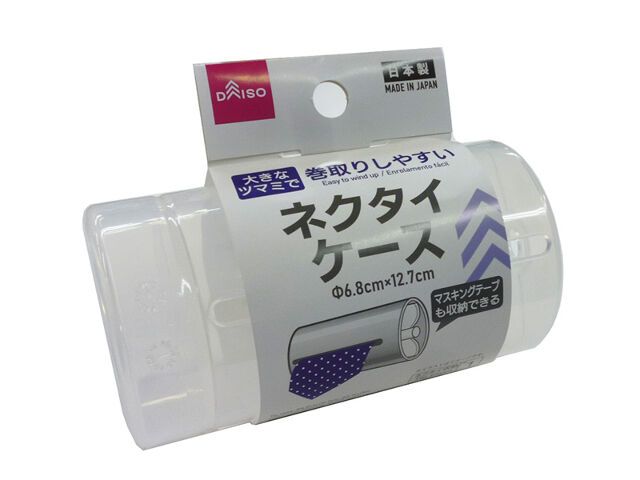 DAISO
日本製
MADE IN JAPAN
大きな
ツマミで
巻取りしやすい
Easy to wind up / Enrolamento fácil
ネクタイ
ケース
Φ6.8cm×12.7cm
マスキングテープ
も収納できる